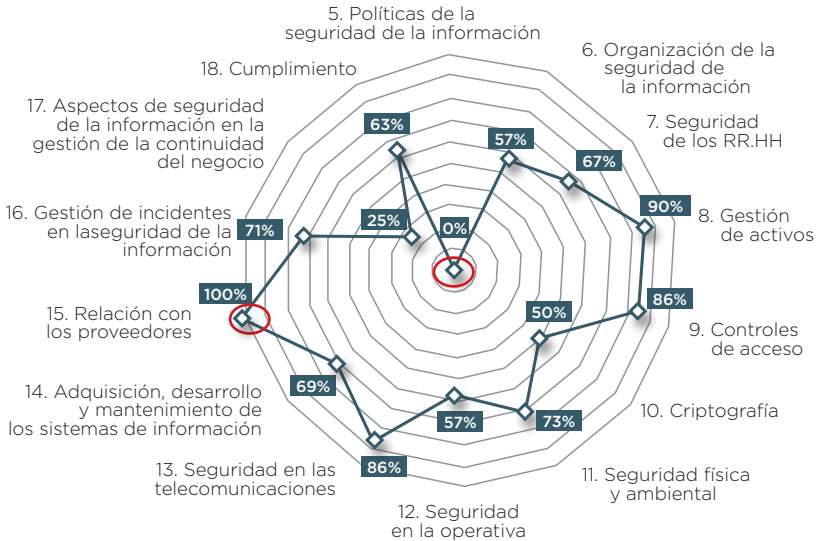 5. Políticas de la
seguridad de la información
6. Organización de la
seguridad de
la información
7. Seguridad
de los RR.HH
8. Gestión
de activos
9. Controles
de acceso
10. Criptografía
11. Seguridad física
y ambiental
12. Seguridad
en la operativa
13. Seguridad en las
telecomunicaciones
14. Adquisición, desarrollo
y mantenimiento de
los sistemas de información
15. Relación con
los proveedores
16. Gestión de incidentes
en laseguridad de la
información
17. Aspectos de seguridad
de la información en la
gestión de la continuidad
del negocio
18. Cumplimiento
0%
57%
67%
90%
86%
50%
73%
57%
86%
69%
100%
71%
25%
63%